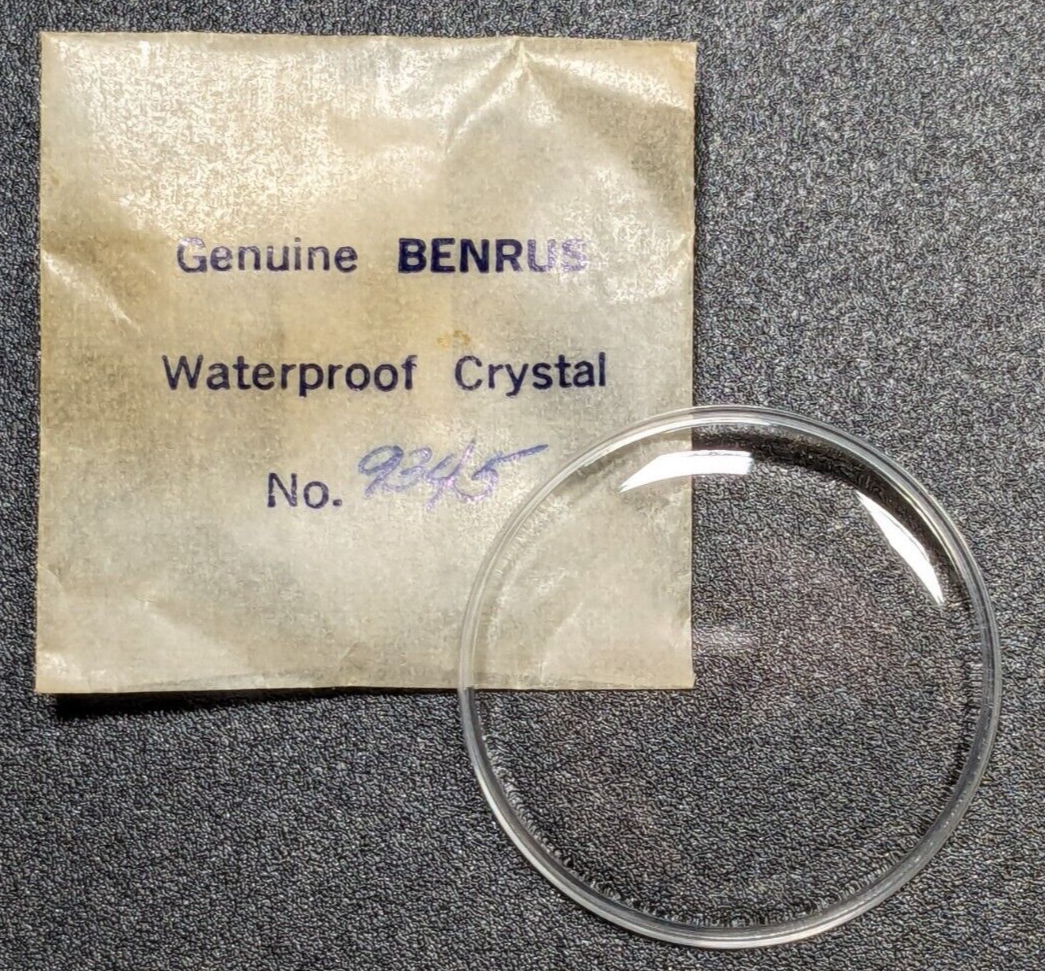 Genuine BENRUS
Waterproof Crystal
No. 9345